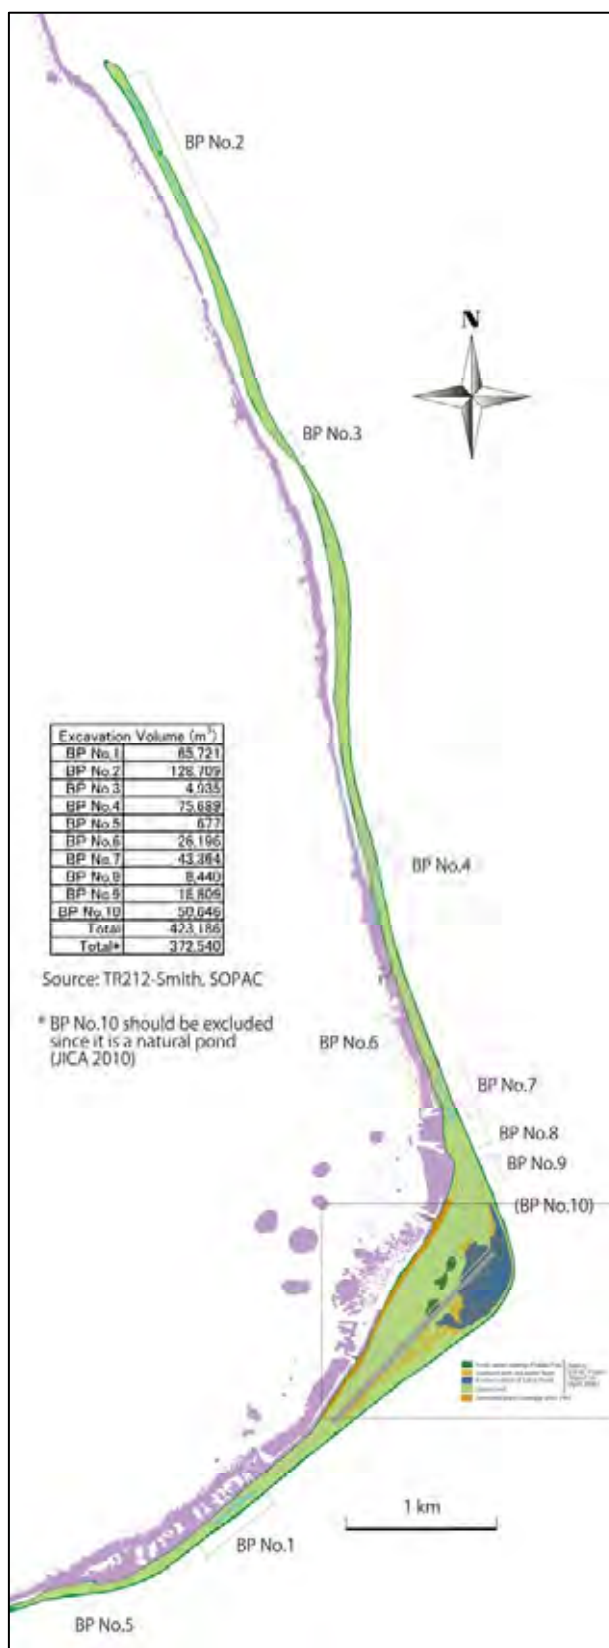 BP No.2
N
BP No.3
Excavation Volume (m³)
BP No.1 65,721
BP No.2 128,709
BP No.3 4,935
BP No.4 75,689
BP No.5 677
BP No.6 26,196
BP No.7 43,364
BP No.8 8,440
BP No.9 18,809
BP No.10 50,646
Total 423,186
Total* 372,540
BP No.4
Source: TR212-Smith, SOPAC
* BP No.10 should be excluded
since it is a natural pond
(JICA 2010)
BP No.6
BP No.7
BP No.8
BP No.9
(BP No.10)
1 km
BP No.1
BP No.5